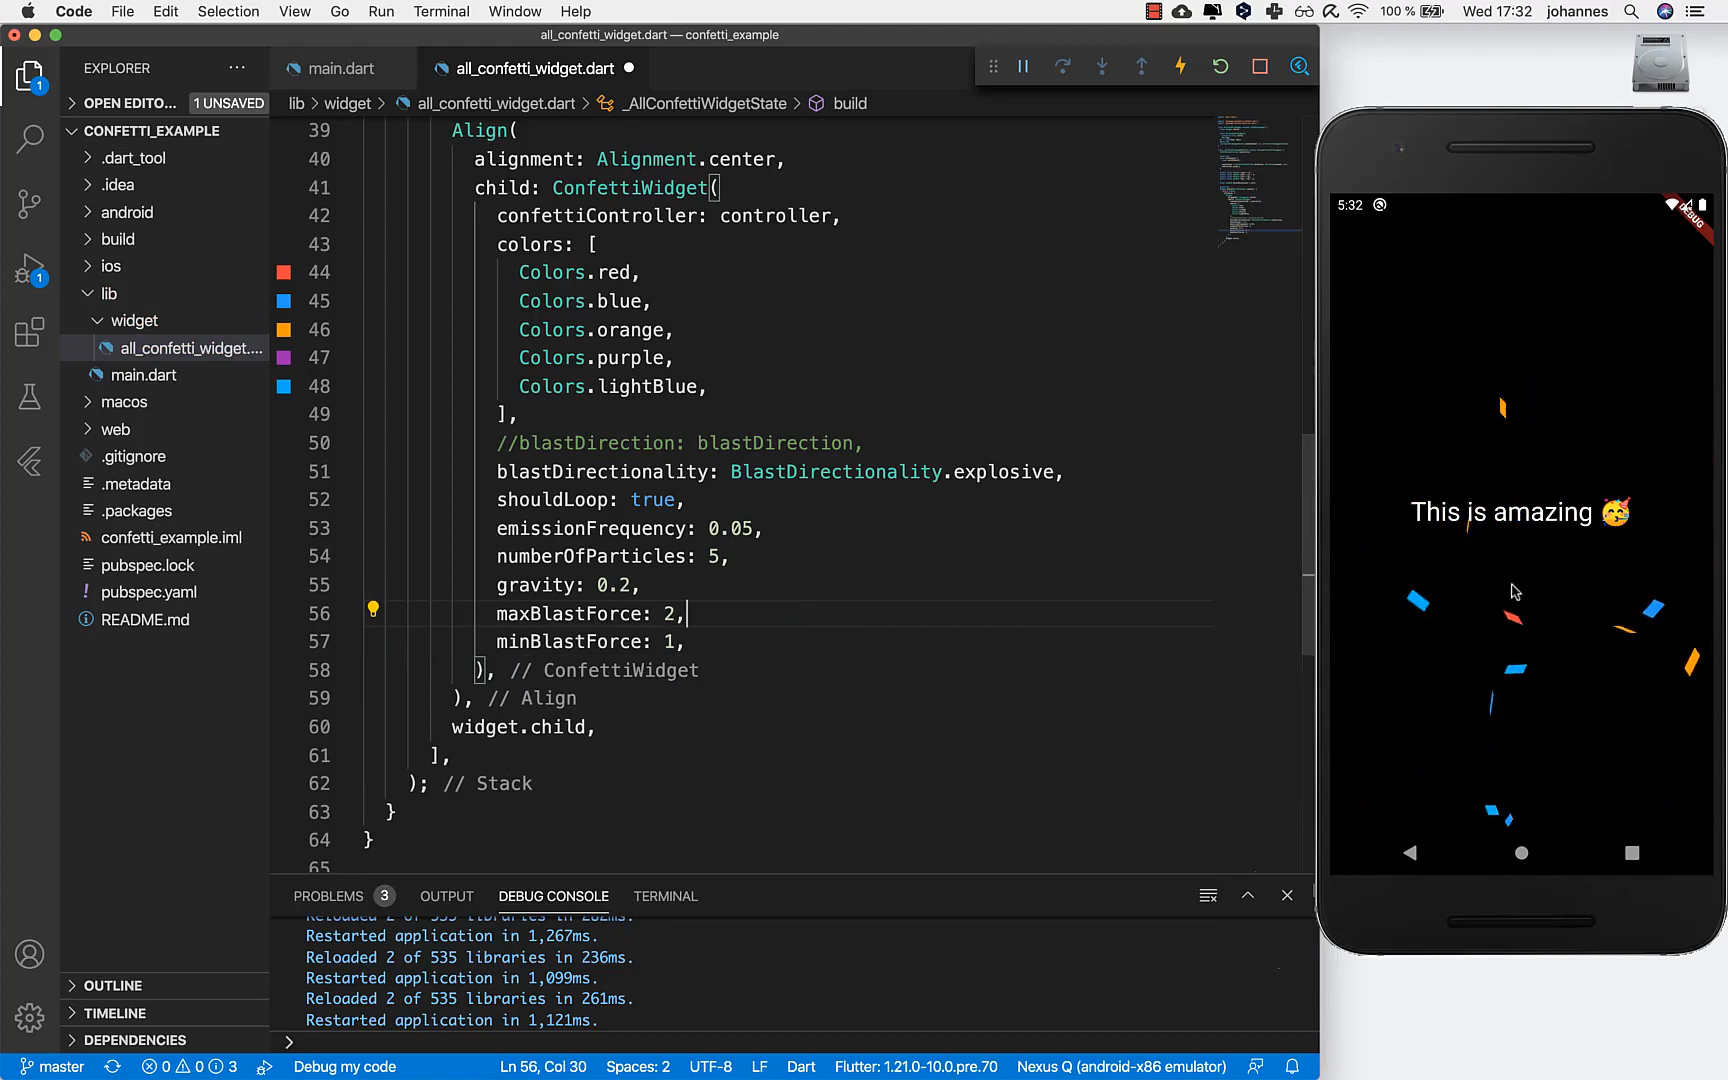 Code File Edit Selection View Go Run Terminal Window Help 100 % Wed 17:32 johannes
all_confetti_widget.dart — confetti_example
EXPLORER ...
main.dart all_confetti_widget.dart
OPEN EDITO... 1 UNSAVED
lib > widget > all_confetti_widget.dart > _AllConfettiWidgetState > build
CONFETTI_EXAMPLE
.dart_tool
.idea
android
build
ios
lib
widget
all_confetti_widget....
main.dart
macos
web
.gitignore
.metadata
.packages
confetti_example.iml
pubspec.lock
pubspec.yaml
README.md
OUTLINE
TIMELINE
DEPENDENCIES
1
1
39 Align(
40 alignment: Alignment.center,
41 child: ConfettiWidget(
42 confettiController: controller,
43 colors: [
44 Colors.red,
45 Colors.blue,
46 Colors.orange,
47 Colors.purple,
48 Colors.lightBlue,
49 ],
50 //blastDirection: blastDirection,
51 blastDirectionality: BlastDirectionality.explosive,
52 shouldLoop: true,
53 emissionFrequency: 0.05,
54 numberOfParticles: 5,
55 gravity: 0.2,
56 maxBlastForce: 2,
57 minBlastForce: 1,
58 ), // ConfettiWidget
59 ), // Align
60 widget.child,
61 ],
62 ); // Stack
63 }
64 }
65
PROBLEMS 3 OUTPUT DEBUG CONSOLE TERMINAL
Reloaded 2 of 535 libraries in 282ms.
Restarted application in 1,267ms.
Reloaded 2 of 535 libraries in 236ms.
Restarted application in 1,099ms.
Reloaded 2 of 535 libraries in 261ms.
Restarted application in 1,121ms.
>
master 0 0 3 Debug my code Ln 56, Col 30 Spaces: 2 UTF-8 LF Dart Flutter: 1.21.0-10.0.pre.70 Nexus Q (android-x86 emulator)
5:32
DEBUG
This is amazing 🥳